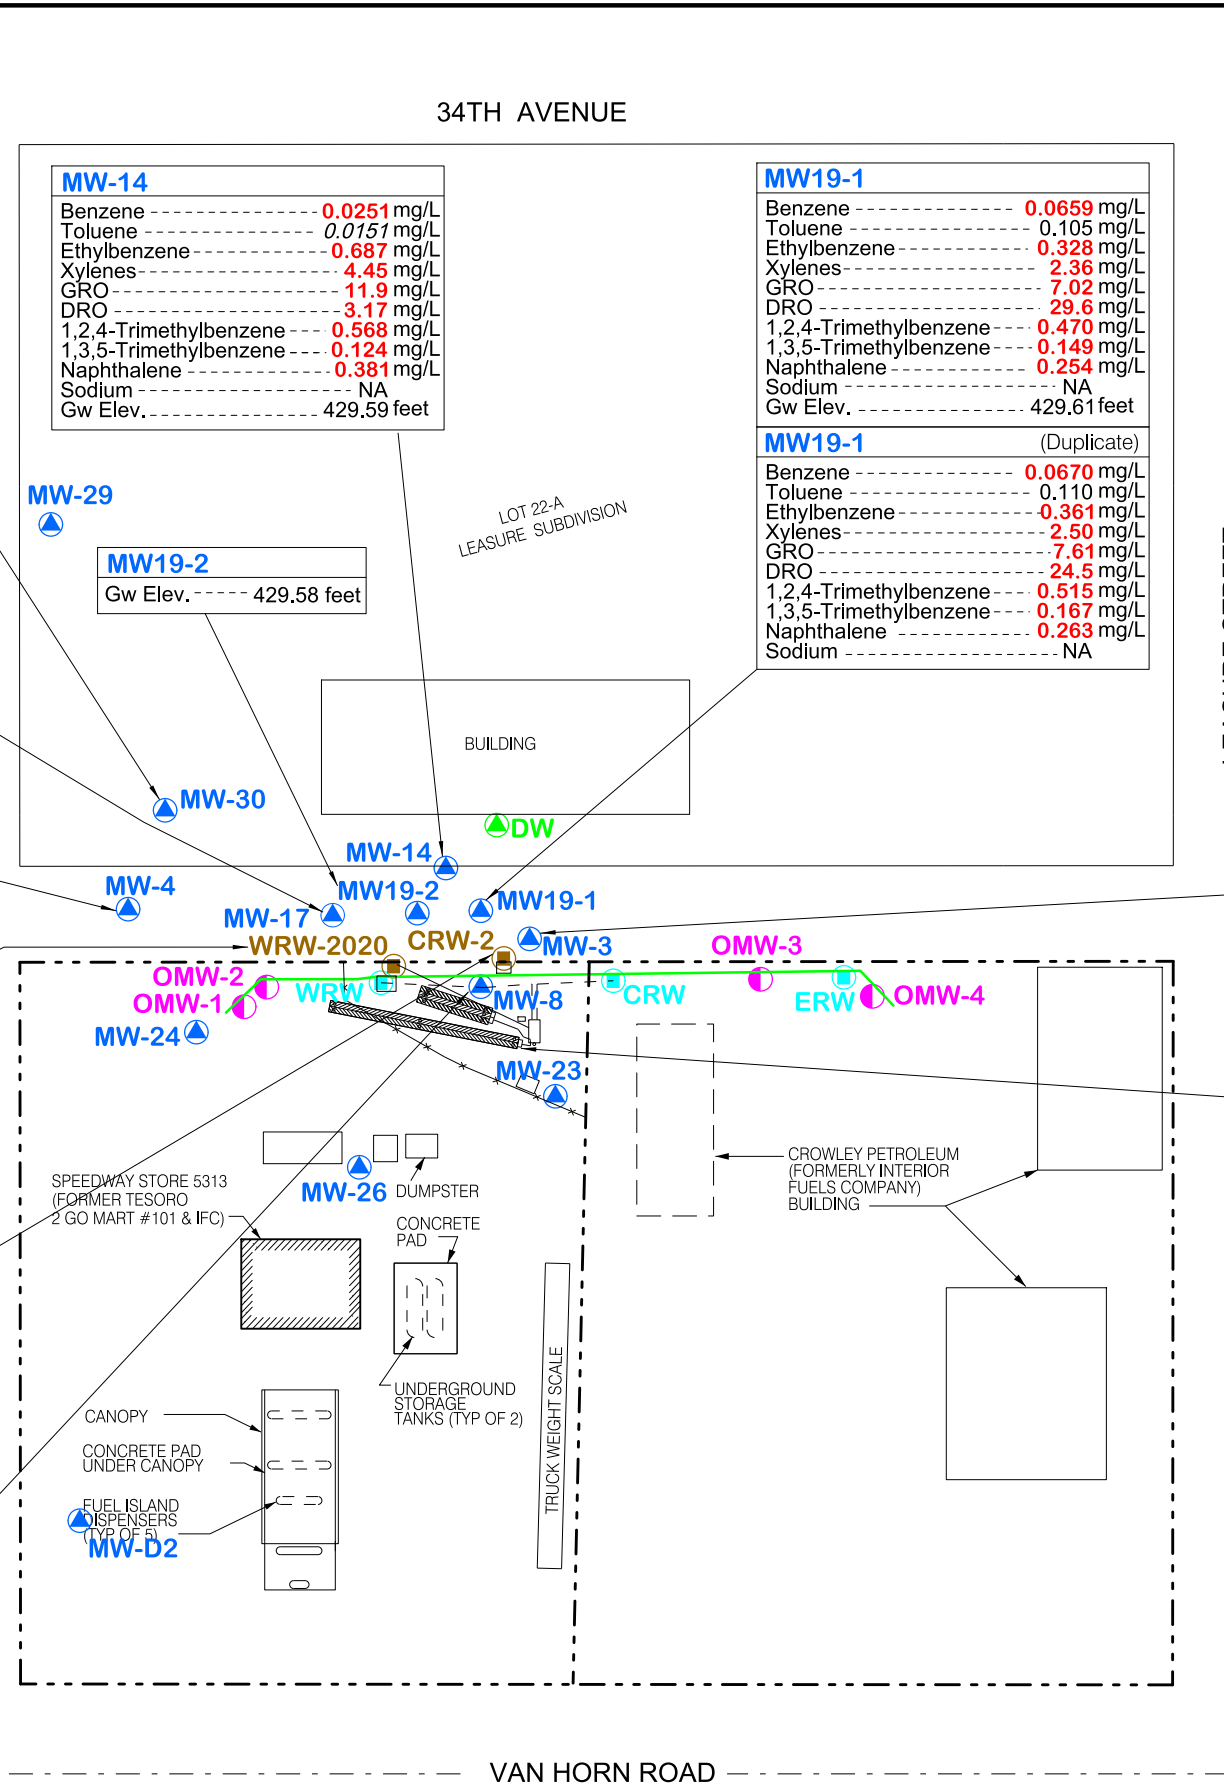 34TH AVENUE
MW-14
Benzene 0.0251 mg/L
Toluene 0.0151 mg/L
Ethylbenzene 0.687 mg/L
Xylenes 4.45 mg/L
GRO 11.9 mg/L
DRO 3.17 mg/L
1,2,4-Trimethylbenzene 0.568 mg/L
1,3,5-Trimethylbenzene 0.124 mg/L
Naphthalene 0.381 mg/L
Sodium NA
Gw Elev. 429.59 feet
MW19-1
Benzene 0.0659 mg/L
Toluene 0.105 mg/L
Ethylbenzene 0.328 mg/L
Xylenes 2.36 mg/L
GRO 7.02 mg/L
DRO 29.6 mg/L
1,2,4-Trimethylbenzene 0.470 mg/L
1,3,5-Trimethylbenzene 0.149 mg/L
Naphthalene 0.254 mg/L
Sodium NA
Gw Elev. 429.61 feet
MW19-1 (Duplicate)
Benzene 0.0670 mg/L
Toluene 0.110 mg/L
Ethylbenzene 0.361 mg/L
Xylenes 2.50 mg/L
GRO 7.61 mg/L
DRO 24.5 mg/L
1,2,4-Trimethylbenzene 0.515 mg/L
1,3,5-Trimethylbenzene 0.167 mg/L
Naphthalene 0.263 mg/L
Sodium NA
MW-29
LOT 22-A
LEASURE SUBDIVISION
MW19-2
Gw Elev. 429.58 feet
BUILDING
MW-30
DW
MW-14
MW-4
MW19-2
MW19-1
MW-17
WRW-2020
CRW-2
MW-3
OMW-3
OMW-2
WRW
MW-8
CRW
ERW
OMW-4
OMW-1
MW-24
MW-23
SPEEDWAY STORE 5313
(FORMER TESORO
2 GO MART #101 & IFC)
MW-26
DUMPSTER
CONCRETE
PAD
CROWLEY PETROLEUM
(FORMERLY INTERIOR
FUELS COMPANY)
BUILDING
UNDERGROUND
STORAGE
TANKS (TYP OF 2)
TRUCK WEIGHT SCALE
CANOPY
CONCRETE PAD
UNDER CANOPY
FUEL ISLAND
DISPENSERS
(TYP OF 5)
MW-D2
VAN HORN ROAD